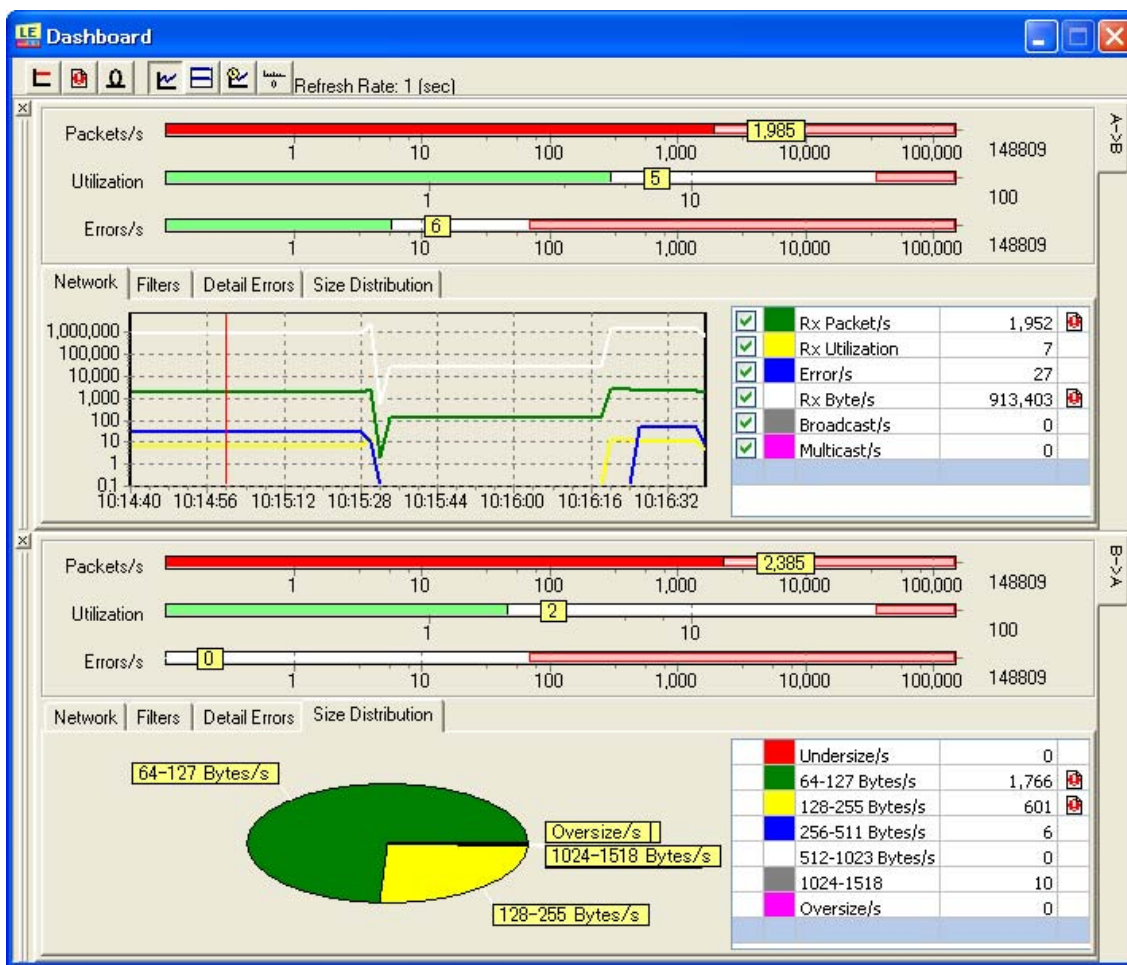 LE Dashboard
Refresh Rate: 1 (sec)
A->B
Packets/s 1,985
1 10 100 1,000 10,000 100,000 148809
Utilization 5
1 10 100
Errors/s 6
1 10 100 1,000 10,000 100,000 148809
Network Filters Detail Errors Size Distribution
1,000,000
100,000
10,000
1,000
100
10
1
0.1
10:14:40 10:14:56 10:15:12 10:15:28 10:15:44 10:16:00 10:16:16 10:16:32
Rx Packet/s 1,952
Rx Utilization 7
Error/s 27
Rx Byte/s 913,403
Broadcast/s 0
Multicast/s 0
B->A
Packets/s 2,385
1 10 100 1,000 10,000 100,000 148809
Utilization 2
1 10 100
Errors/s 0
1 10 100 1,000 10,000 100,000 148809
Network Filters Detail Errors Size Distribution
64-127 Bytes/s
Oversize/s
1024-1518 Bytes/s
128-255 Bytes/s
Undersize/s 0
64-127 Bytes/s 1,766
128-255 Bytes/s 601
256-511 Bytes/s 6
512-1023 Bytes/s 0
1024-1518 10
Oversize/s 0